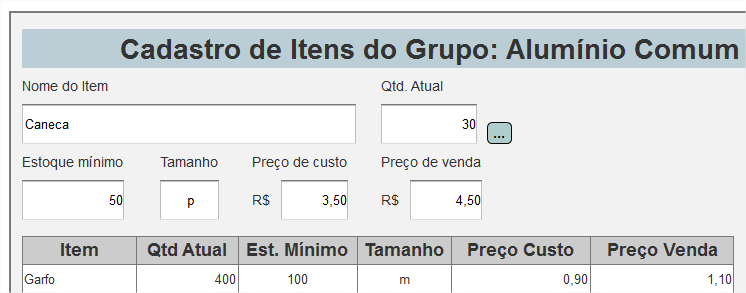 Cadastro de Itens do Grupo: Alumínio Comum
Nome do Item Qtd. Atual
Caneca 30 ...
Estoque mínimo Tamanho Preço de custo Preço de venda
50 p R$ 3,50 R$ 4,50
Item Qtd Atual Est. Mínimo Tamanho Preço Custo Preço Venda
Garfo 400 100 m 0,90 1,10